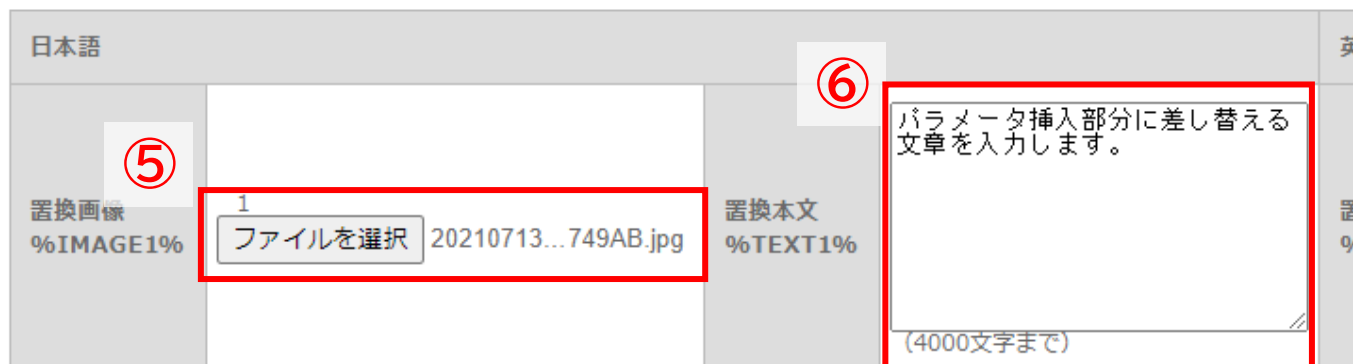 日本語
英
⑥
パラメータ挿入部分に差し替える
文章を入力します。
⑤
置換画像
%IMAGE1%
1
ファイルを選択 20210713...749AB.jpg
置換本文
%TEXT1%
(4000文字まで)